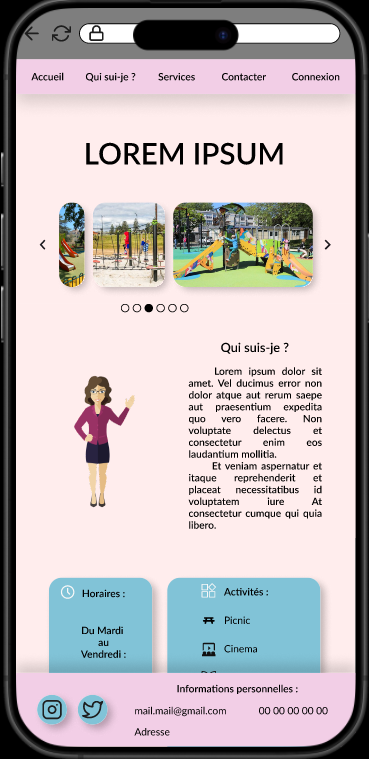 Accueil Qui sui-je ? Services Contacter Connexion
LOREM IPSUM
Qui suis-je ?
Lorem ipsum dolor sit
amet. Vel ducimus error non
dolor atque aut rerum saepe
aut praesentium expedita
quo vero facere. Non
voluptate delectus et
consectetur enim eos
laudantium mollitia.
Et veniam aspernatur et
itaque reprehenderit et
placeat necessitatibus id
voluptatem iure At
consectetur cumque qui quia
libero.
Horaires :
Du Mardi
au
Vendredi :
Activités :
Picnic
Cinema
Informations personnelles :
mail.mail@gmail.com 00 00 00 00 00
Adresse